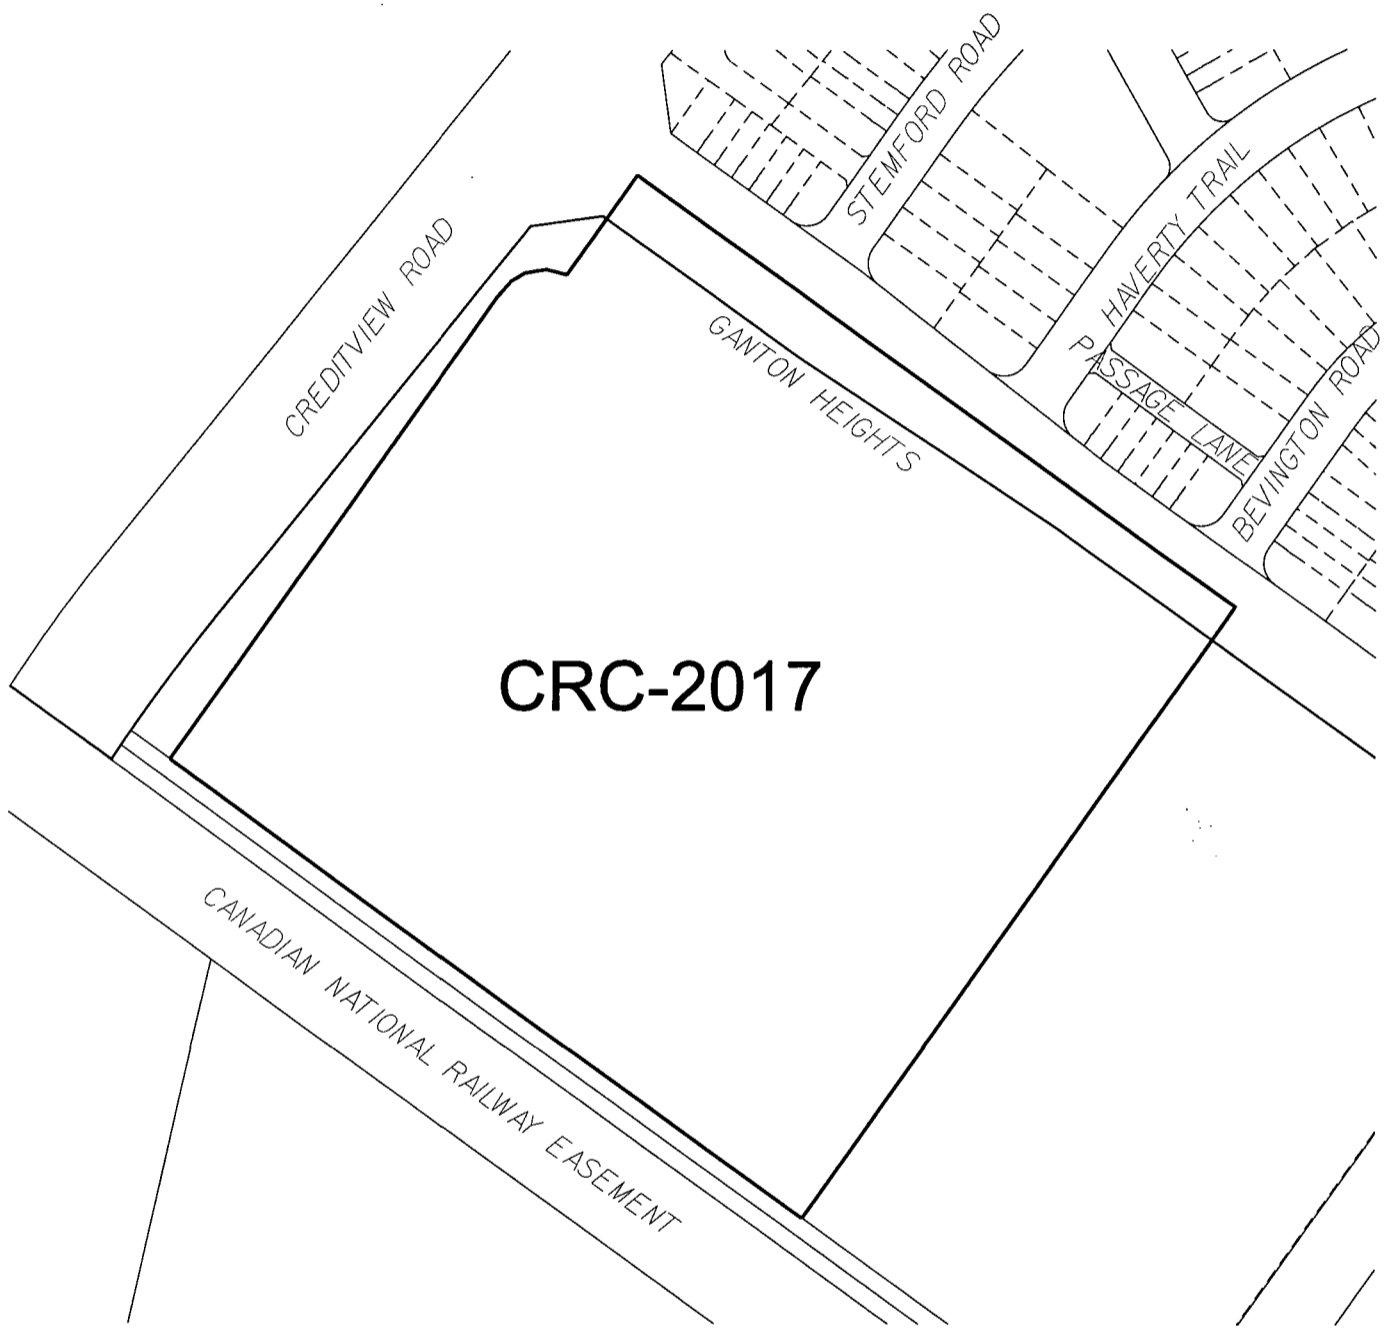 STEMFORD ROAD
HAVERTY TRAIL
CREDITVIEW ROAD
GANTON HEIGHTS
PASSAGE LANE
BEVINGTON ROAD
CRC-2017
CANADIAN NATIONAL RAILWAY EASEMENT